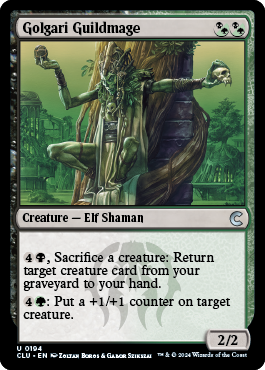 Golgari Guildmage
Creature — Elf Shaman
4, Sacrifice a creature: Return
target creature card from your
graveyard to your hand.
4: Put a +1/+1 counter on target
creature.
2/2
U 0194
CLU • EN Zoltan Boros & Gabor Szikszai ™ & © 2024 Wizards of the Coast